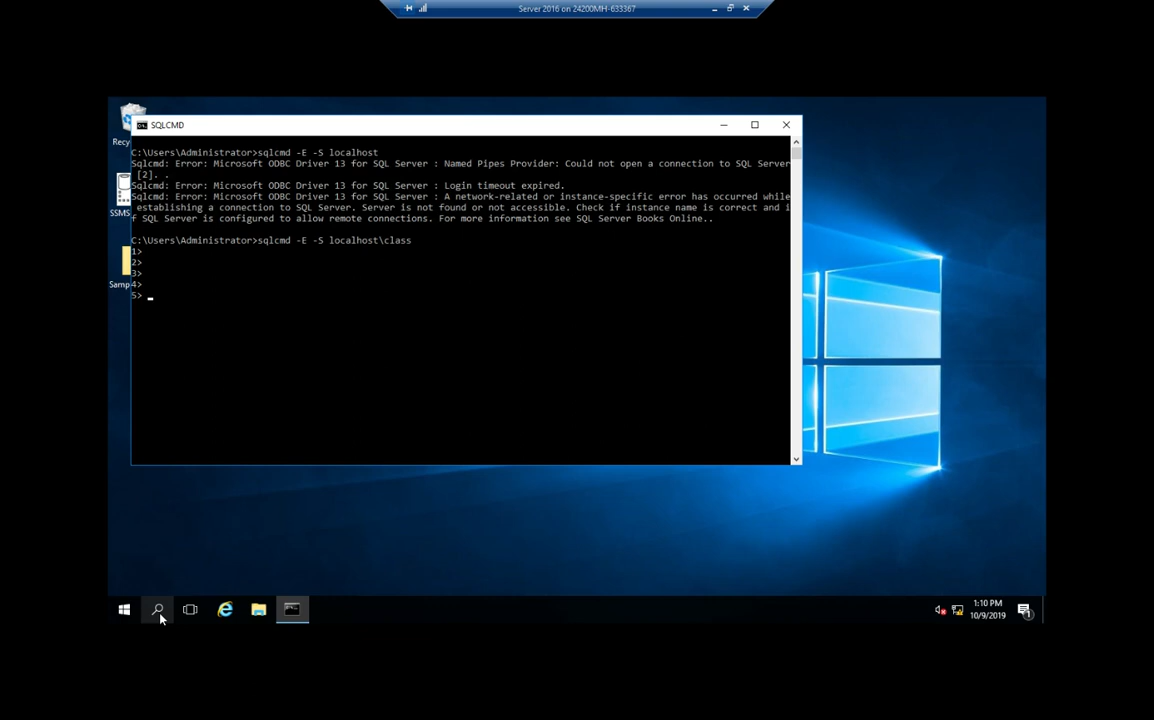 Server 2016 on 24200MH-633367
Recy
SSMS
Samp
SQLCMD
C:\Users\Administrator>sqlcmd -E -S localhost
Sqlcmd: Error: Microsoft ODBC Driver 13 for SQL Server : Named Pipes Provider: Could not open a connection to SQL Server
[2]. .
Sqlcmd: Error: Microsoft ODBC Driver 13 for SQL Server : Login timeout expired.
Sqlcmd: Error: Microsoft ODBC Driver 13 for SQL Server : A network-related or instance-specific error has occurred while
establishing a connection to SQL Server. Server is not found or not accessible. Check if instance name is correct and i
f SQL Server is configured to allow remote connections. For more information see SQL Server Books Online..
C:\Users\Administrator>sqlcmd -E -S localhost\class
1>
2>
3>
4>
5>
1:10 PM
10/9/2019
1